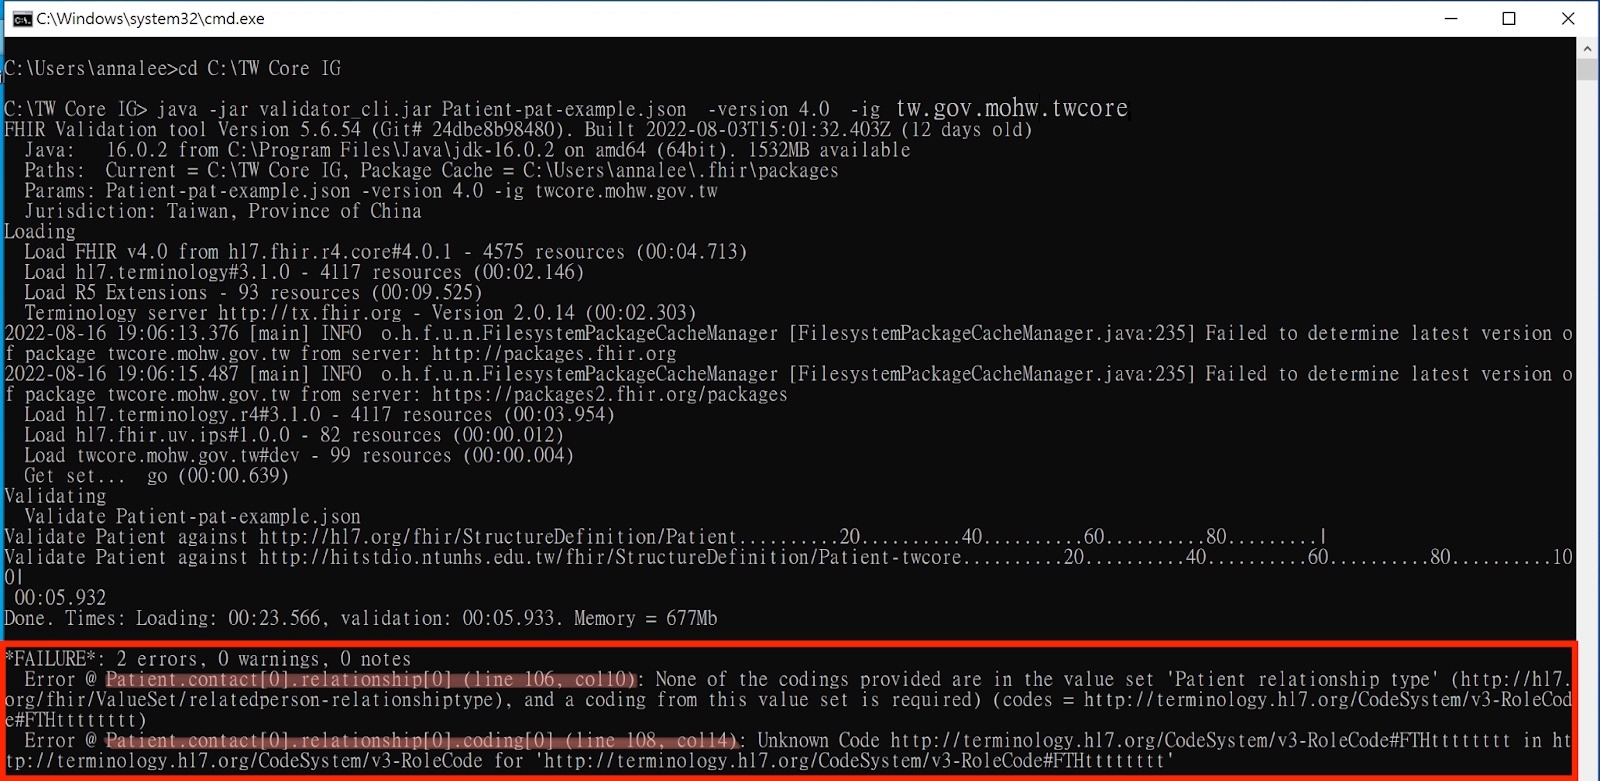 C:\Windows\system32\cmd.exe
C:\Users\annalee>cd C:\TW Core IG
C:\TW Core IG> java -jar validator_cli.jar Patient-pat-example.json -version 4.0 -ig tw.gov.mohw.twcore
FHIR Validation tool Version 5.6.54 (Git# 24dbe8b98480). Built 2022-08-03T15:01:32.403Z (12 days old)
Java: 16.0.2 from C:\Program Files\Java\jdk-16.0.2 on amd64 (64bit). 1532MB available
Paths: Current = C:\TW Core IG, Package Cache = C:\Users\annalee\.fhir\packages
Params: Patient-pat-example.json -version 4.0 -ig twcore.mohw.gov.tw
Jurisdiction: Taiwan, Province of China
Loading
Load FHIR v4.0 from hl7.fhir.r4.core#4.0.1 - 4575 resources (00:04.713)
Load hl7.terminology#3.1.0 - 4117 resources (00:02.146)
Load R5 Extensions - 93 resources (00:09.525)
Terminology server http://tx.fhir.org - Version 2.0.14 (00:02.303)
2022-08-16 19:06:13.376 [main] INFO o.h.f.u.n.FilesystemPackageCacheManager [FilesystemPackageCacheManager.java:235] Failed to determine latest version o
f package twcore.mohw.gov.tw from server: http://packages.fhir.org
2022-08-16 19:06:15.487 [main] INFO o.h.f.u.n.FilesystemPackageCacheManager [FilesystemPackageCacheManager.java:235] Failed to determine latest version o
f package twcore.mohw.gov.tw from server: https://packages2.fhir.org/packages
Load hl7.terminology.r4#3.1.0 - 4117 resources (00:03.954)
Load hl7.fhir.uv.ips#1.0.0 - 82 resources (00:00.012)
Load twcore.mohw.gov.tw#dev - 99 resources (00:00.004)
Get set... go (00:00.639)
Validating
Validate Patient-pat-example.json
Validate Patient against http://hl7.org/fhir/StructureDefinition/Patient..........20..........40..........60..........80.........|
Validate Patient against http://hitstdio.ntunhs.edu.tw/fhir/StructureDefinition/Patient-twcore..........20..........40..........60..........80..........10
0|
00:05.932
Done. Times: Loading: 00:23.566, validation: 00:05.933. Memory = 677Mb
*FAILURE*: 2 errors, 0 warnings, 0 notes
Error @ Patient.contact[0].relationship[0] (line 106, col10): None of the codings provided are in the value set 'Patient relationship type' (http://hl7.
org/fhir/ValueSet/relatedperson-relationshiptype), and a coding from this value set is required) (codes = http://terminology.hl7.org/CodeSystem/v3-RoleCod
e#FTHtttttttt)
Error @ Patient.contact[0].relationship[0].coding[0] (line 108, col14): Unknown Code http://terminology.hl7.org/CodeSystem/v3-RoleCode#FTHtttttttt in ht
tp://terminology.hl7.org/CodeSystem/v3-RoleCode for 'http://terminology.hl7.org/CodeSystem/v3-RoleCode#FTHtttttttt'